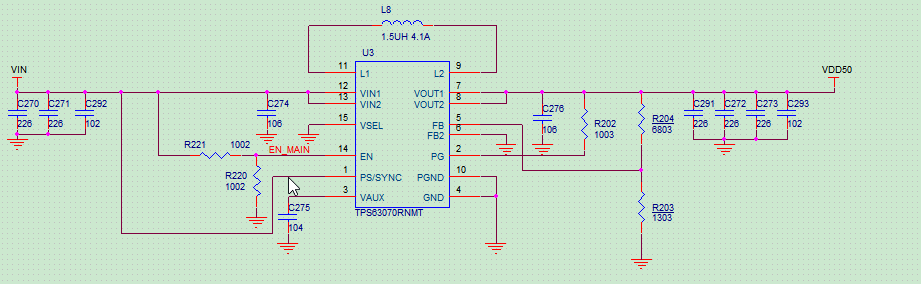 L8
1.5UH 4.1A
U3
VIN
VDD50
11 L1 L2 9
12 VIN1 VOUT1 7
13 VIN2 VOUT2 8
15 VSEL FB 5
FB2 6
14 EN PG 2
1 PS/SYNC PGND 10
3 VAUX GND 4
TPS63070RNMT
C270
226
C271
226
C292
102
C274
106
R221 1002
EN_MAIN
R220
1002
C275
104
C276
106
R202
1003
R204
6803
R203
1303
C291
226
C272
226
C273
226
C293
102